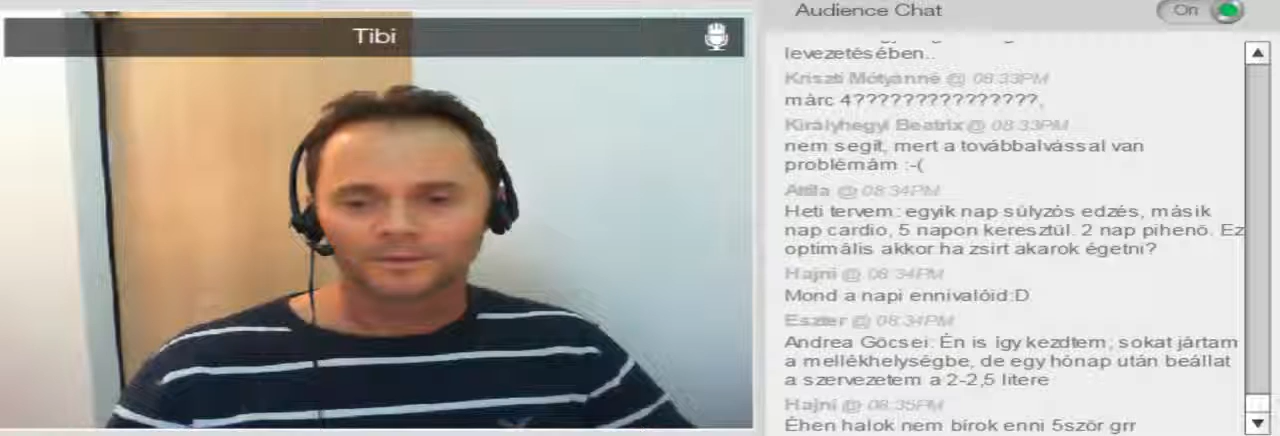 Tibi
Audience Chat
On
levezetésében..
Kriszti Mótyánné @ 08:33PM
márc 4???????????????,
Királyhegyi Beatrix @ 08:33PM
nem segít, mert a továbbalvással van
problémám :-(
Attila @ 08:34PM
Heti tervem: egyik nap súlyzós edzés, másik
nap cardio, 5 napon keresztül. 2 nap pihenő. Ez
optimális akkor ha zsírt akarok égetni?
Hajni @ 08:34PM
Mond a napi ennivalóid:D
Eszter @ 08:34PM
Andrea Göcsei: Én is így kezdtem; sokat jártam
a mellékhelységbe, de egy hónap után beállat
a szervezetem a 2-2,5 litere
Hajni @ 08:35PM
Éhen halok nem bírok enni 5ször grr